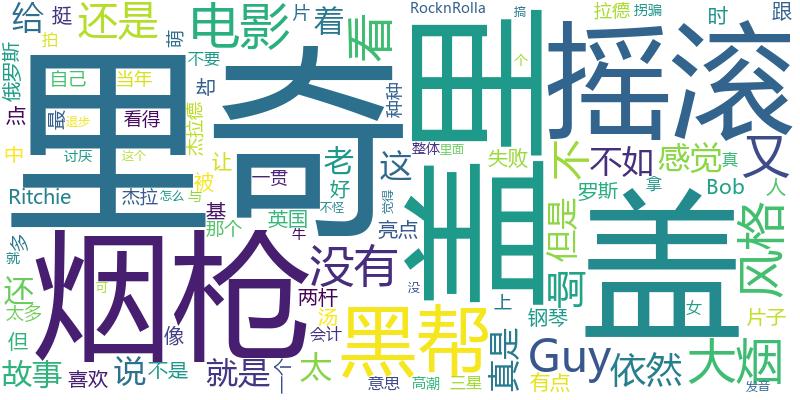 给 挺 还是 电影 片 着 看 RocknRolla 搞 拉德 拐骗 时 跟
俄罗斯 拍 萌 不要 个 摇滚
里奇 自己 当年 却 种种 盖里
点 最 退步 看得 杰拉德
中 讨厌 这个 让 这 整体 里面 失败 真 又
Ritchie 杰拉 怎么 与 被 一贯 老 好 觉得 不 不如 感觉
就 多 基 那个 英国 不怪 牛 亮点 没 但是 罗斯 拿 Bob 人
烟枪 没有 上 哥 盖 风格
还 太多 可 两杆 汤 钢琴 女 片子
但 像 会计 黑帮 真是 Guy 依然 大烟
故事 喜欢 说 不是 就是 《 太 意思 高潮 三星 有点 发音